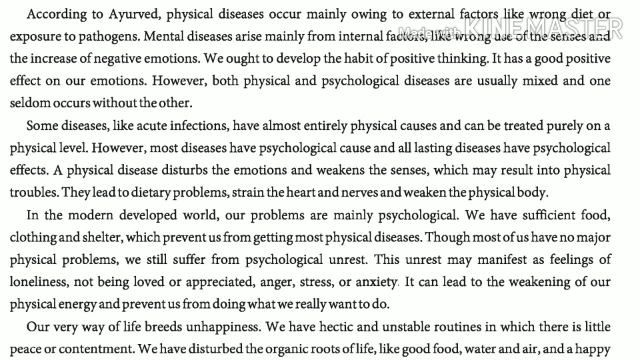 According to Ayurved, physical diseases occur mainly owing to external factors like wrong diet or
exposure to pathogens. Mental diseases arise mainly from internal factors, like wrong use of the senses and
Made with KINEMASTER
the increase of negative emotions. We ought to develop the habit of positive thinking. It has a good positive
effect on our emotions. However, both physical and psychological diseases are usually mixed and one
seldom occurs without the other.
Some diseases, like acute infections, have almost entirely physical causes and can be treated purely on a
physical level. However, most diseases have psychological cause and all lasting diseases have psychological
effects. A physical disease disturbs the emotions and weakens the senses, which may result into physical
troubles. They lead to dietary problems, strain the heart and nerves and weaken the physical body.
In the modern developed world, our problems are mainly psychological. We have sufficient food,
clothing and shelter, which prevent us from getting most physical diseases. Though most of us have no major
physical problems, we still suffer from psychological unrest. This unrest may manifest as feelings of
loneliness, not being loved or appreciated, anger, stress, or anxiety. It can lead to the weakening of our
physical energy and prevent us from doing what we really want to do.
Our very way of life breeds unhappiness. We have hectic and unstable routines in which there is little
peace or contentment. We have disturbed the organic roots of life, like good food, water and air, and a happy